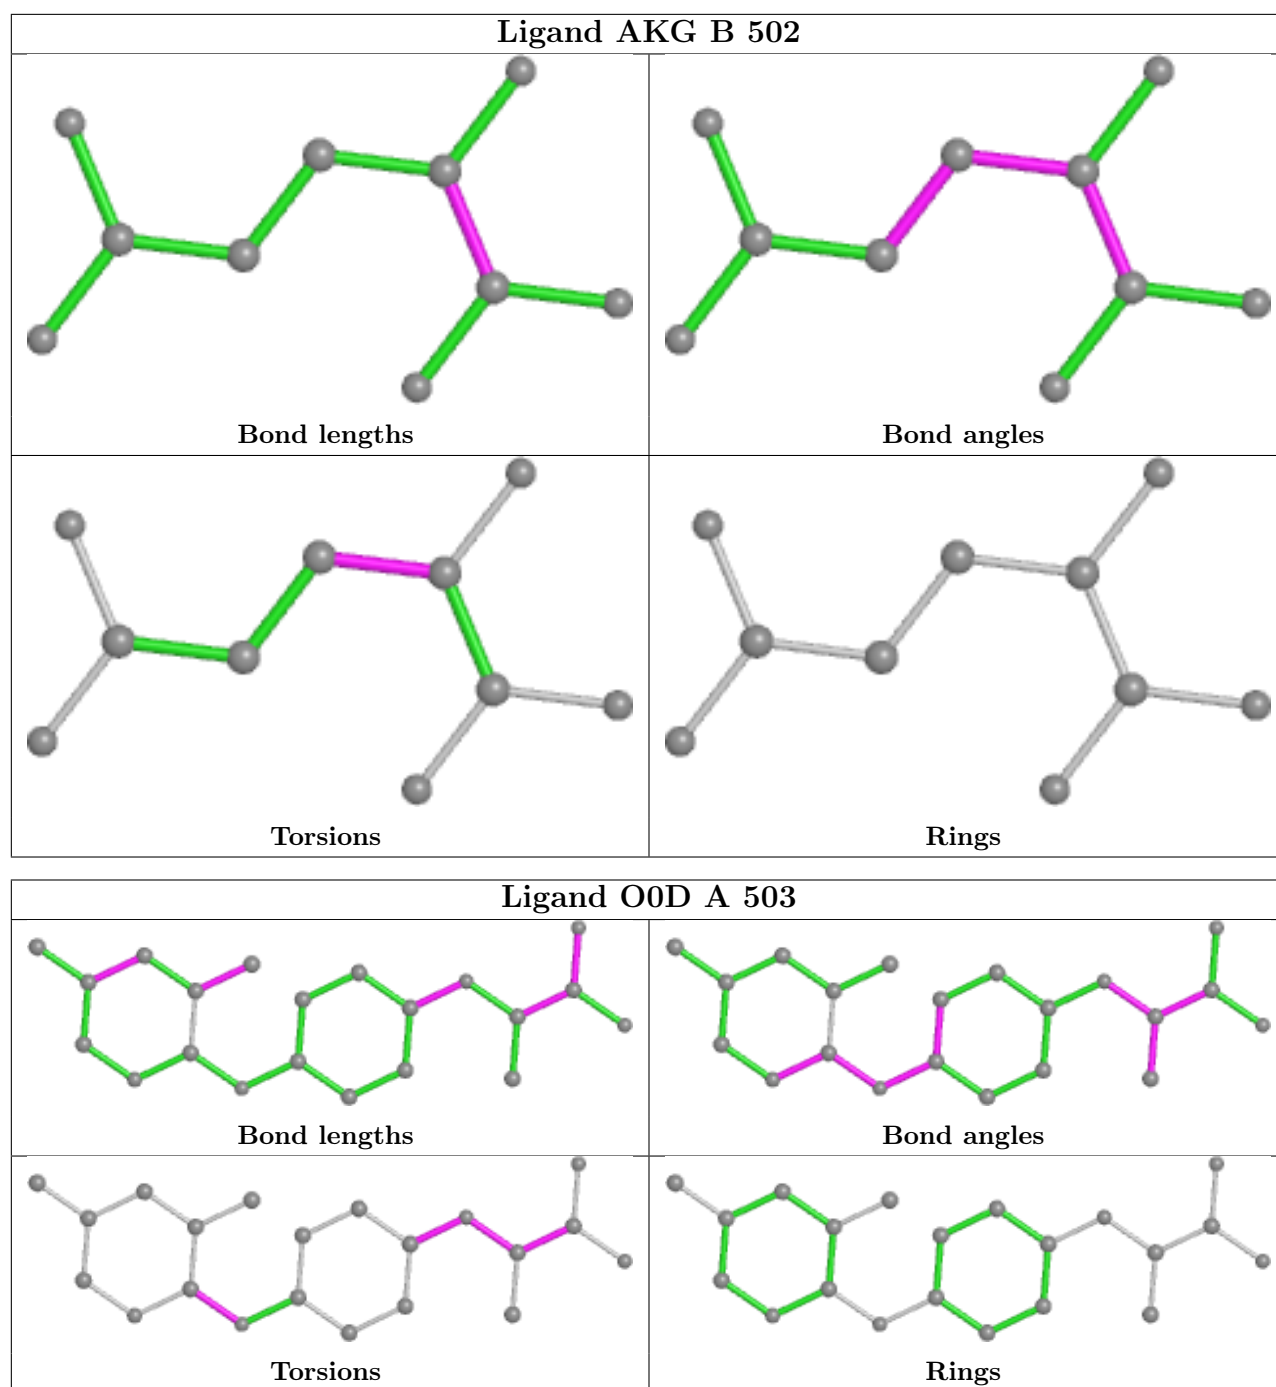 Ligand AKG B 502
Bond lengths
Bond angles
Torsions
Rings
Ligand O0D A 503
Bond lengths
Bond angles
Torsions
Rings